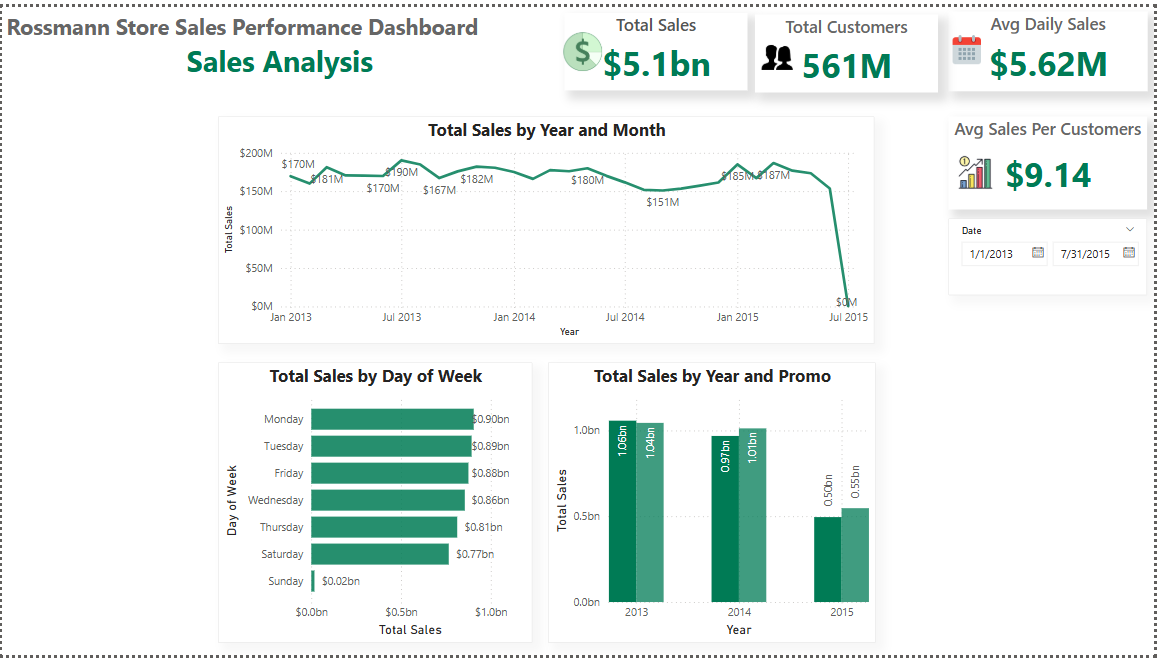 Rossmann Store Sales Performance Dashboard
Sales Analysis
Total Sales
$5.1bn
Total Customers
561M
Avg Daily Sales
$5.62M
Avg Sales Per Customers
$9.14
Date
1/1/2013
7/31/2015
Total Sales by Year and Month
Total Sales
$200M
$150M
$100M
$50M
$0M
$170M
$181M
$170M
$190M
$167M
$182M
$180M
$151M
$185M
$187M
$0M
Jan 2013
Jul 2013
Jan 2014
Jul 2014
Jan 2015
Jul 2015
Year
Total Sales by Day of Week
Day of Week
Monday $0.90bn
Tuesday $0.89bn
Friday $0.88bn
Wednesday $0.86bn
Thursday $0.81bn
Saturday $0.77bn
Sunday $0.02bn
$0.0bn $0.5bn $1.0bn
Total Sales
Total Sales by Year and Promo
Total Sales
1.0bn
0.5bn
0.0bn
1.06bn
1.04bn
0.97bn
1.01bn
0.50bn
0.55bn
2013 2014 2015
Year